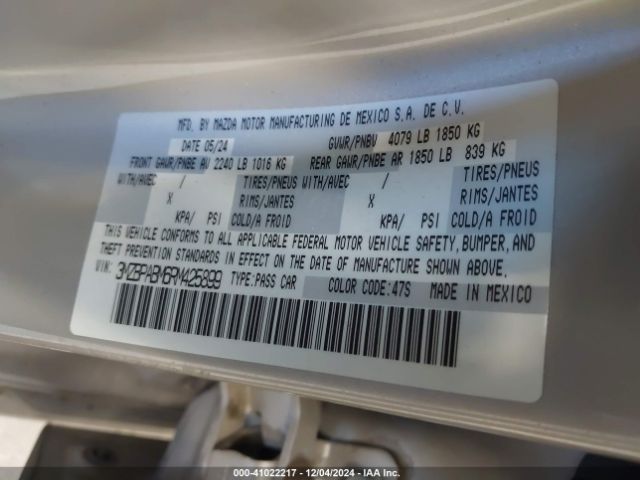 MFD. BY MAZDA MOTOR MANUFACTURING DE MEXICO S.A. DE C.V.
DATE 05/24 GVWR/PNBV 4079 LB 1850 KG
FRONT GAWR/PNBE AV 2240 LB 1016 KG REAR GAWR/PNBE AR 1850 LB 839 KG
WITH/AVEC / TIRES/PNEUS WITH/AVEC / TIRES/PNEUS
X RIMS/JANTES X RIMS/JANTES
KPA/ PSI COLD/A FROID KPA/ PSI COLD/A FROID
THIS VEHICLE CONFORMS TO ALL APPLICABLE FEDERAL MOTOR VEHICLE SAFETY, BUMPER, AND
THEFT PREVENTION STANDARDS IN EFFECT ON THE DATE OF MANUFACTURE SHOWN ABOVE.
VIN: 3MZBPABM6RM425899 TYPE:PASS CAR COLOR CODE:47S MADE IN MEXICO
000-41022217 - 12/04/2024 - IAA Inc.